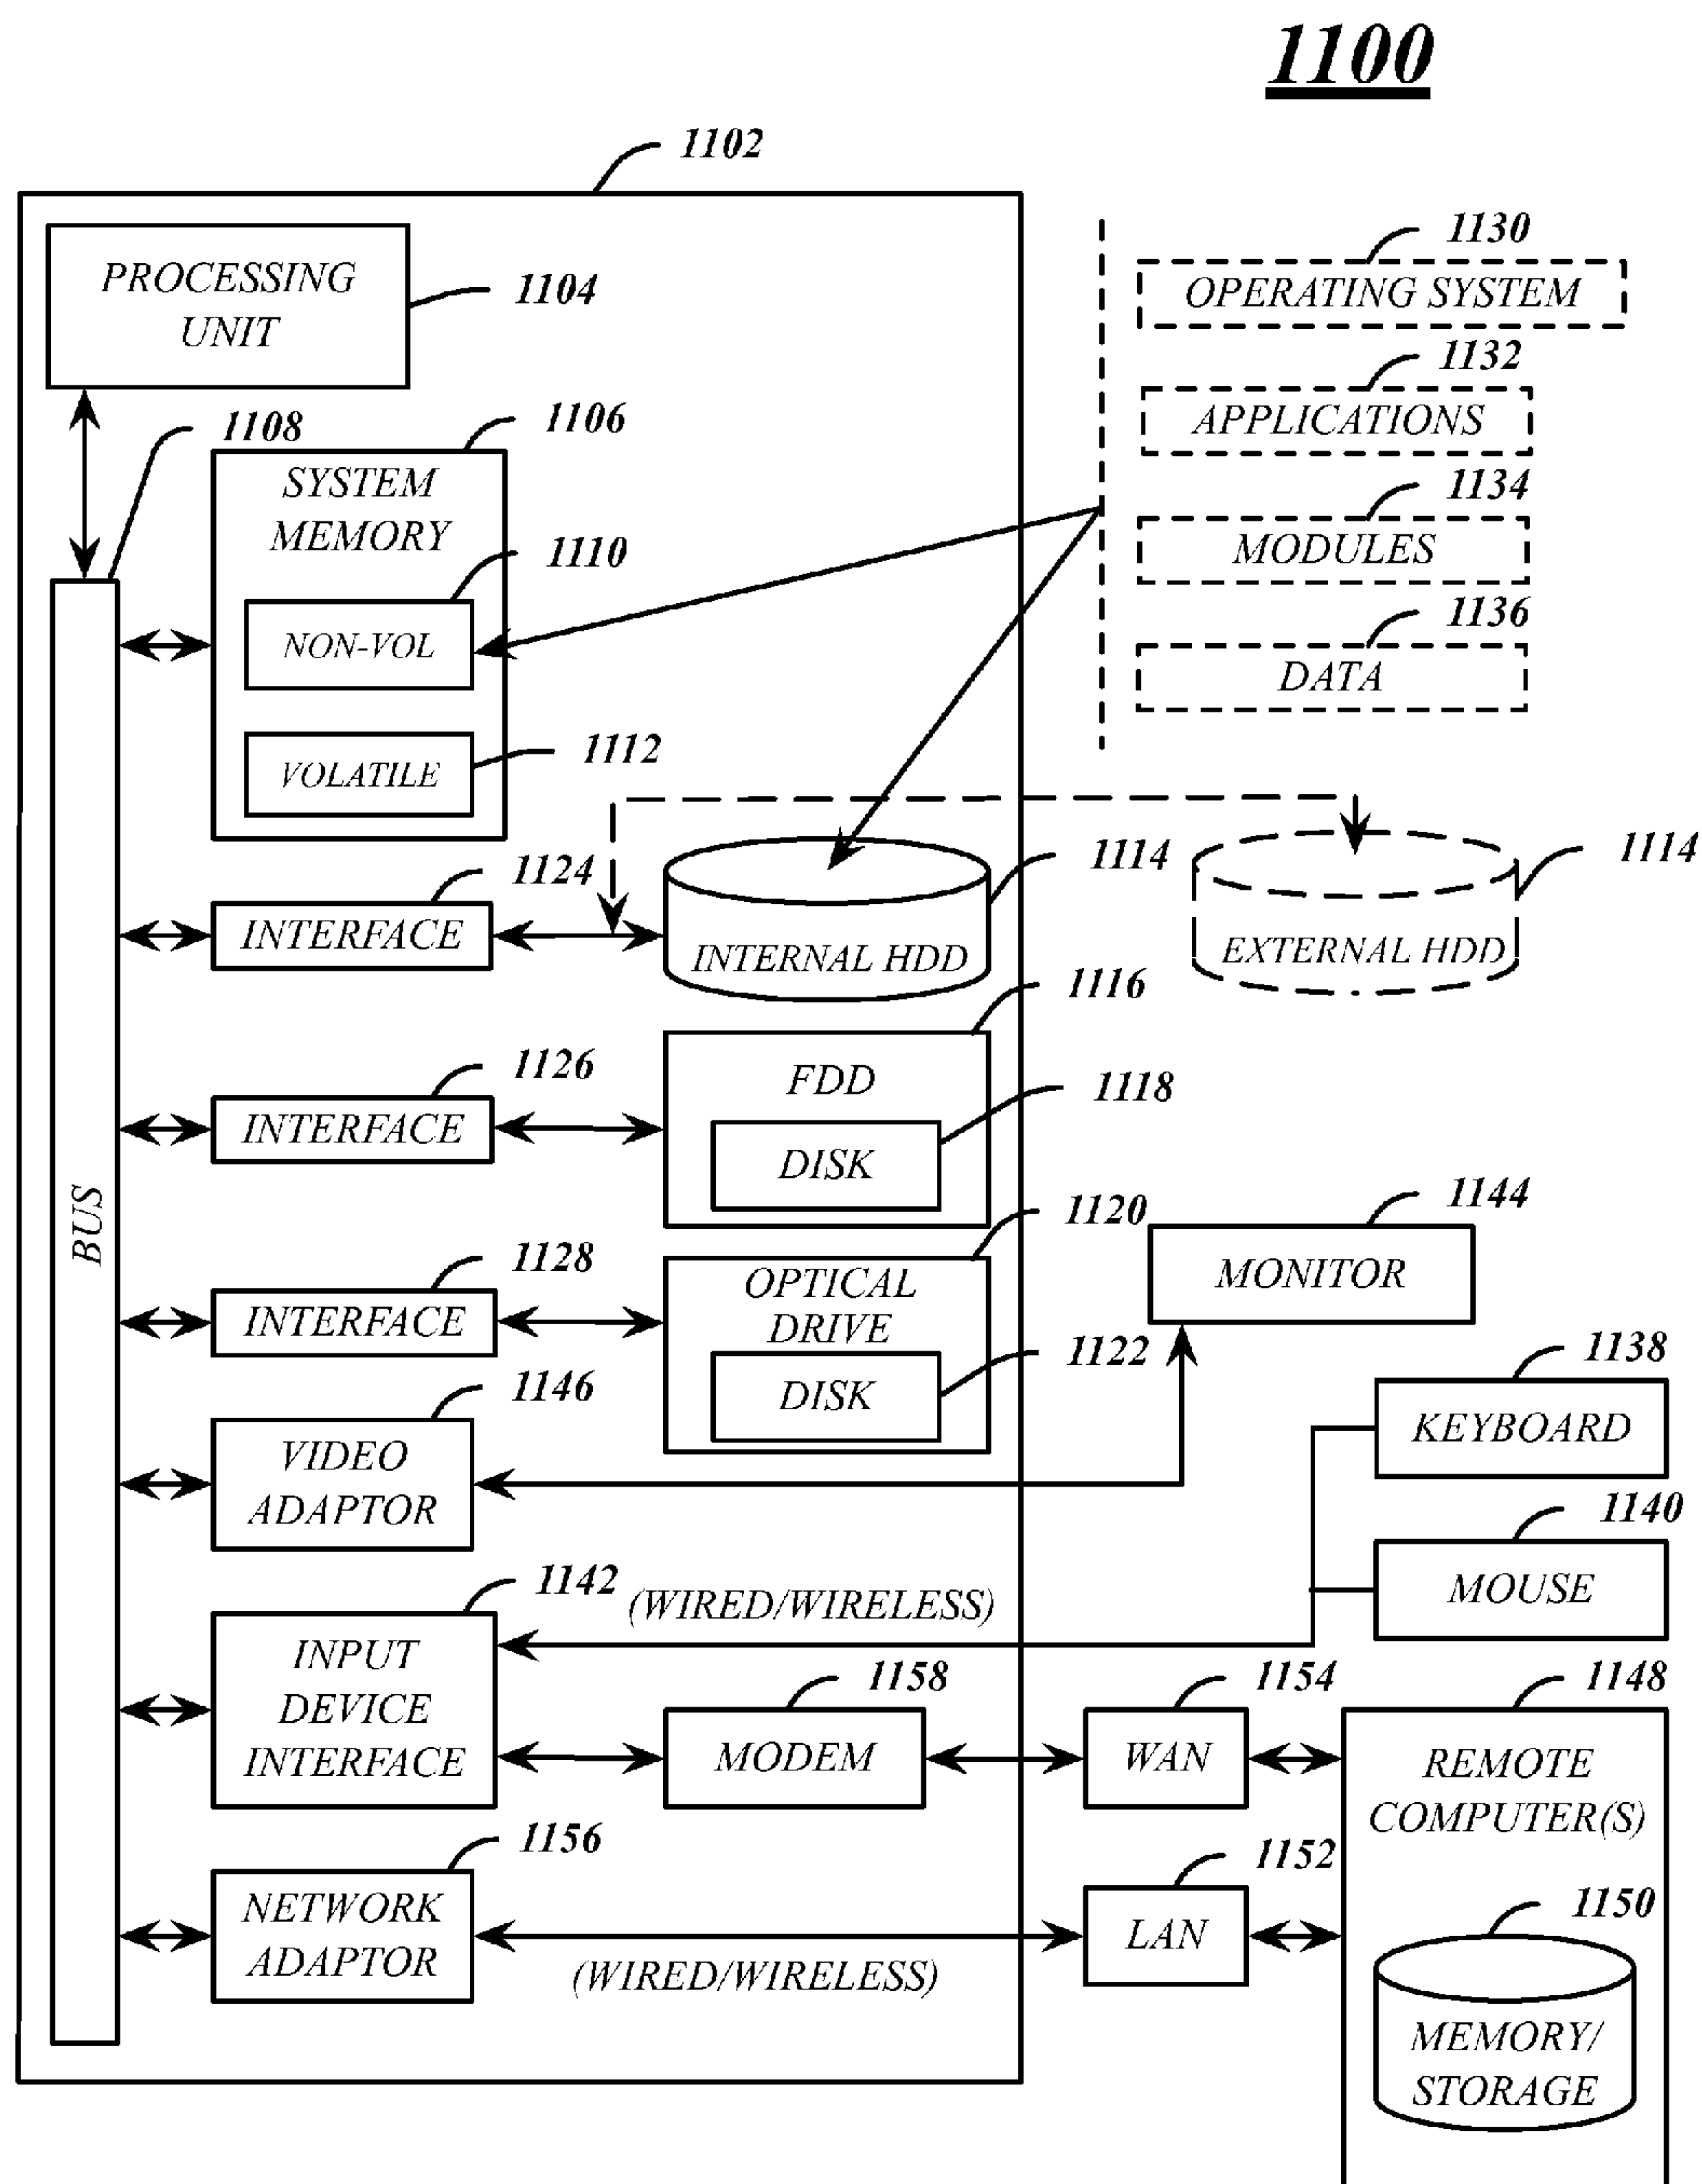 1100
1102
PROCESSING
UNIT
1104
1130
OPERATING SYSTEM
1132
APPLICATIONS
1134
MODULES
1136
DATA
1108
1106
SYSTEM
MEMORY
1110
NON-VOL
1112
VOLATILE
1124
INTERFACE
1114
INTERNAL HDD
1114
EXTERNAL HDD
1126
INTERFACE
1116
FDD
1118
DISK
BUS
1128
INTERFACE
1120
OPTICAL
DRIVE
1122
DISK
1144
MONITOR
1146
VIDEO
ADAPTOR
1138
KEYBOARD
1140
MOUSE
1142
(WIRED/WIRELESS)
INPUT
DEVICE
INTERFACE
1158
MODEM
1154
WAN
1148
REMOTE
COMPUTER(S)
1156
NETWORK
ADAPTOR
(WIRED/WIRELESS)
1152
LAN
1150
MEMORY/
STORAGE